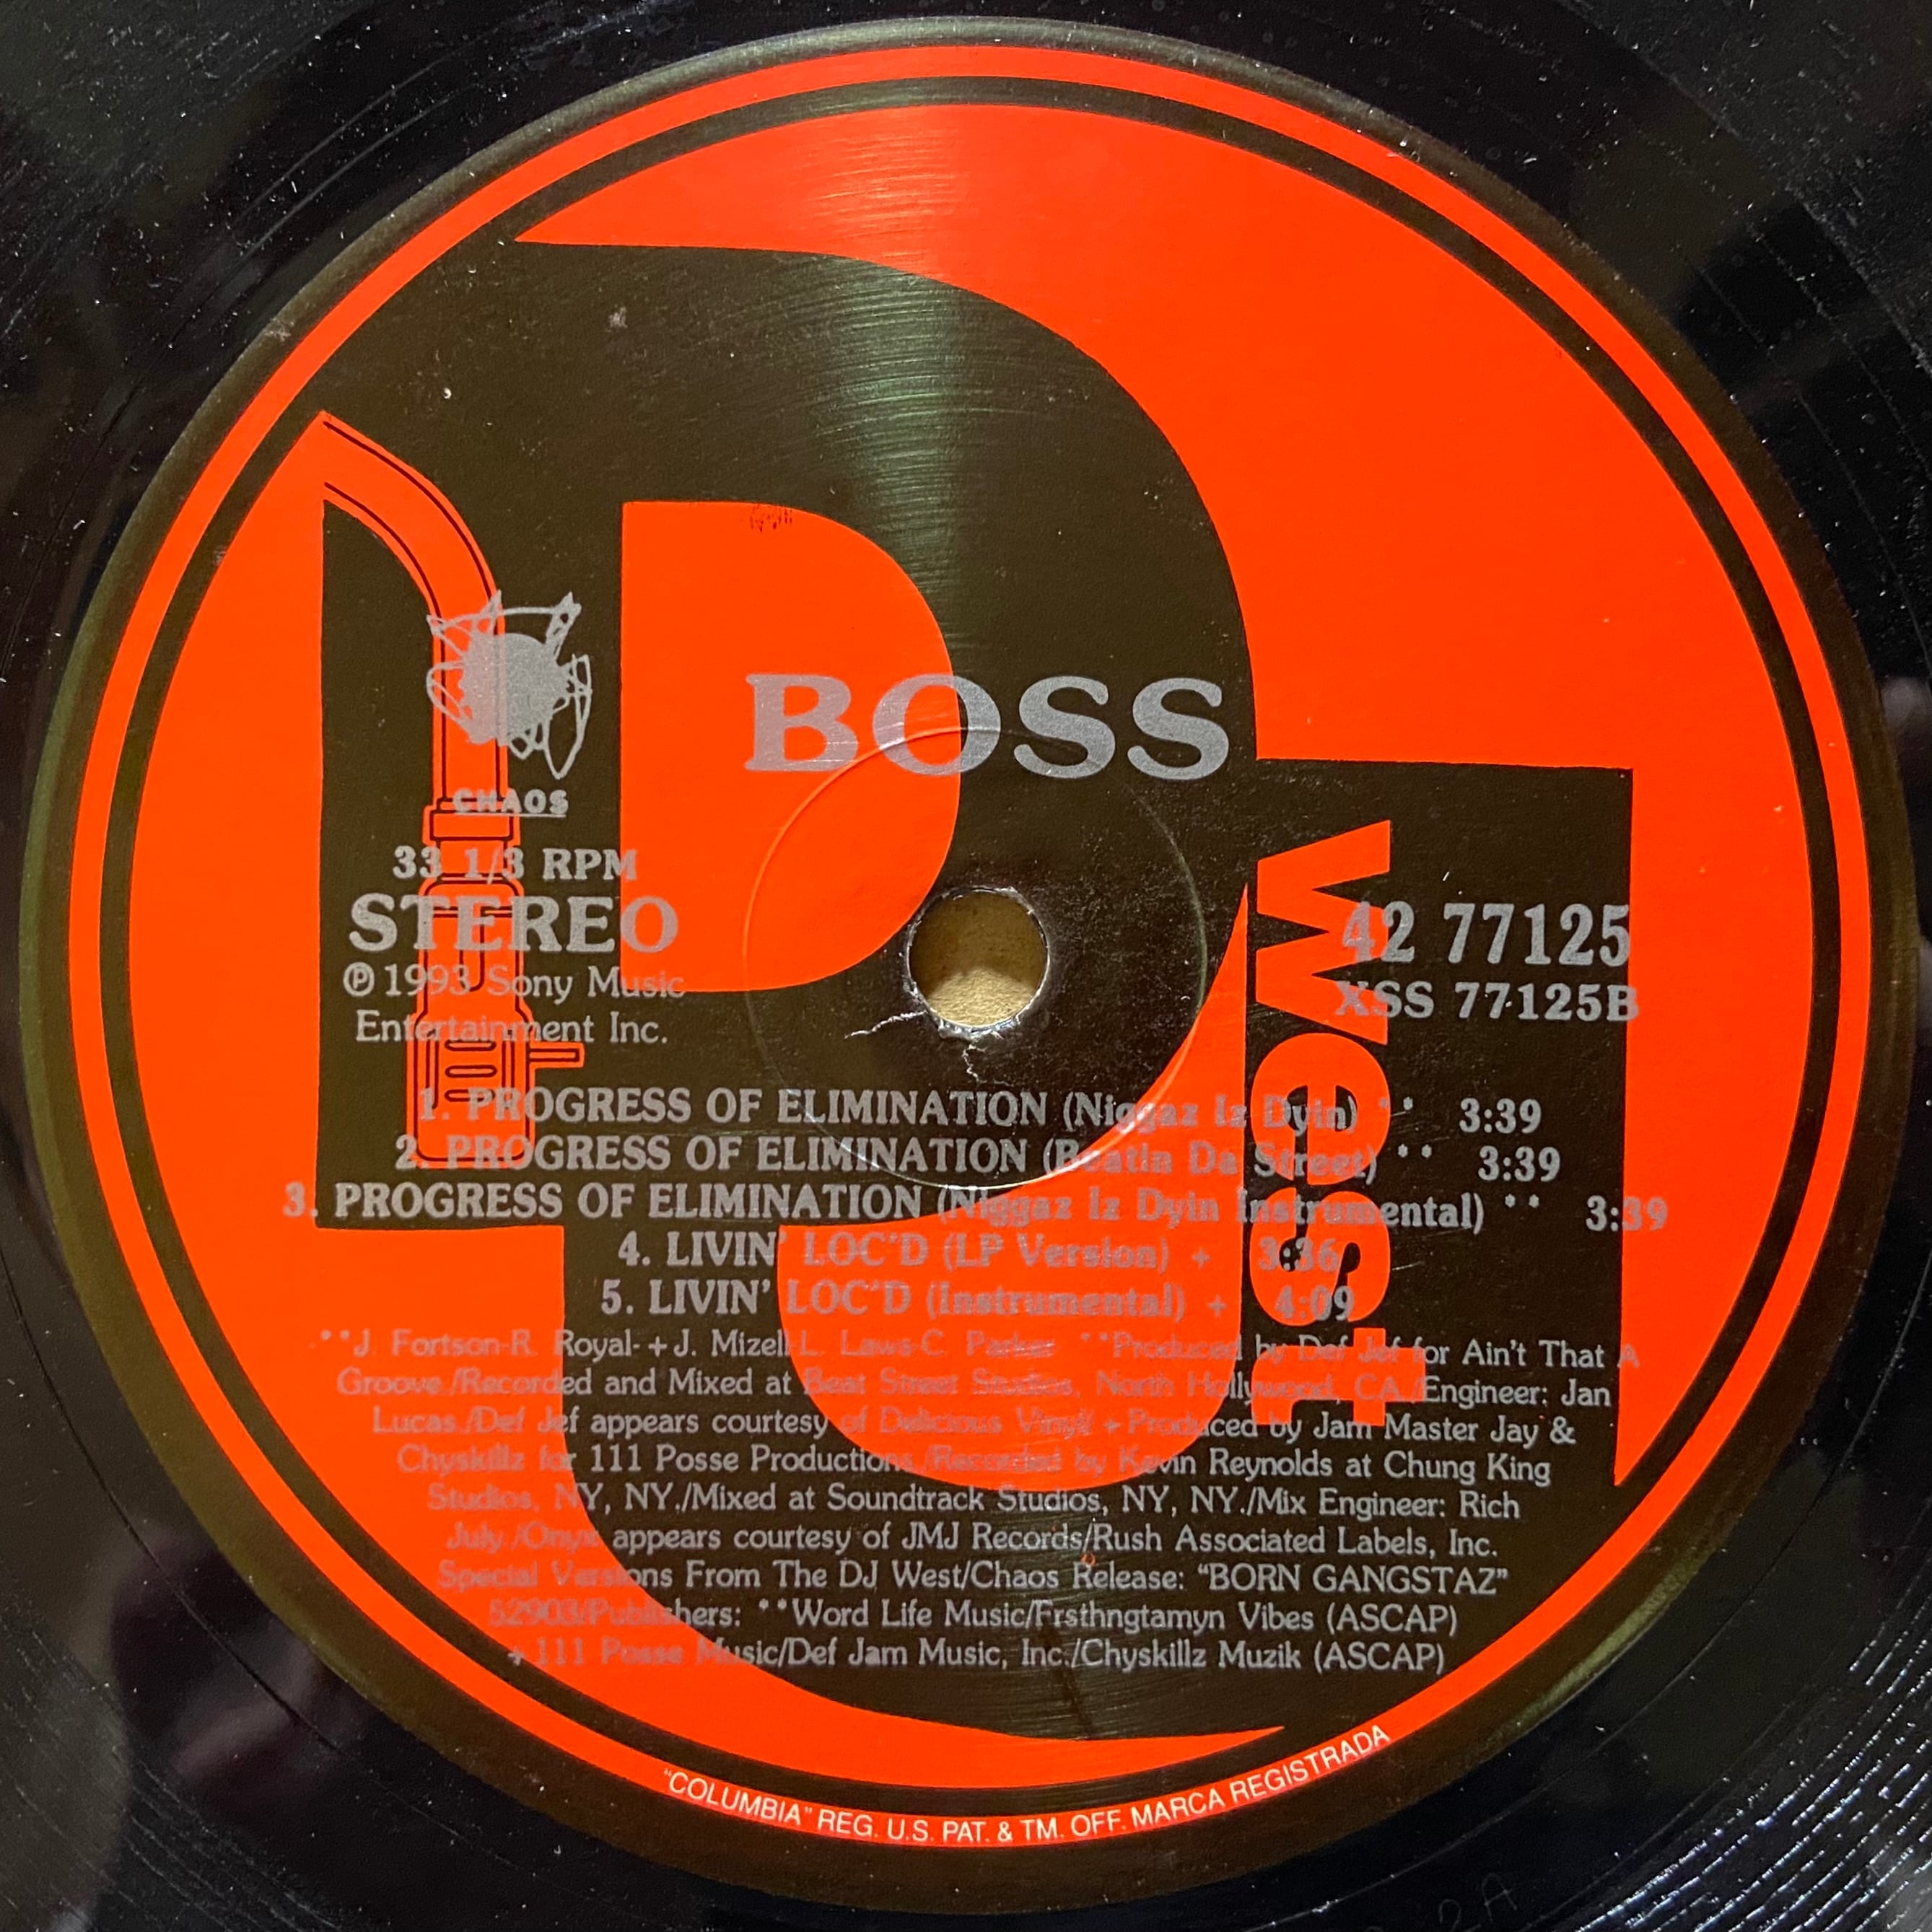 BOSS
CHAOS
33 1/3 RPM
STEREO
℗ 1993 Sony Music
Entertainment Inc.
DJ
West
42 77125
XSS 77125B
1. PROGRESS OF ELIMINATION (Niggaz Iz Dyin) ** 3:39
2. PROGRESS OF ELIMINATION (Beatin Da Street) ** 3:39
3. PROGRESS OF ELIMINATION (Niggaz Iz Dyin Instrumental) ** 3:39
4. LIVIN' LOC'D (LP Version) + 3:36
5. LIVIN' LOC'D (Instrumental) + 4:09
**J. Fortson-R. Royal- + J. Mizell-L. Laws-C. Parker **Produced by Def Jef for Ain't That A
Groove./Recorded and Mixed at Beat Street Studios, North Hollywood, CA./Engineer: Jan
Lucas./Def Jef appears courtesy of Delicious Vinyl/ + Produced by Jam Master Jay &
Chyskillz for 111 Posse Productions./Recorded by Kevin Reynolds at Chung King
Studios, NY, NY./Mixed at Soundtrack Studios, NY, NY./Mix Engineer: Rich
July./Onyx appears courtesy of JMJ Records/Rush Associated Labels, Inc.
Special Versions From The DJ West/Chaos Release: "BORN GANGSTAZ"
52903/Publishers: **Word Life Music/Frsthngtamyn Vibes (ASCAP)
+ 111 Posse Music/Def Jam Music, Inc./Chyskillz Muzik (ASCAP)
"COLUMBIA" REG. U.S. PAT. & TM. OFF. MARCA REGISTRADA